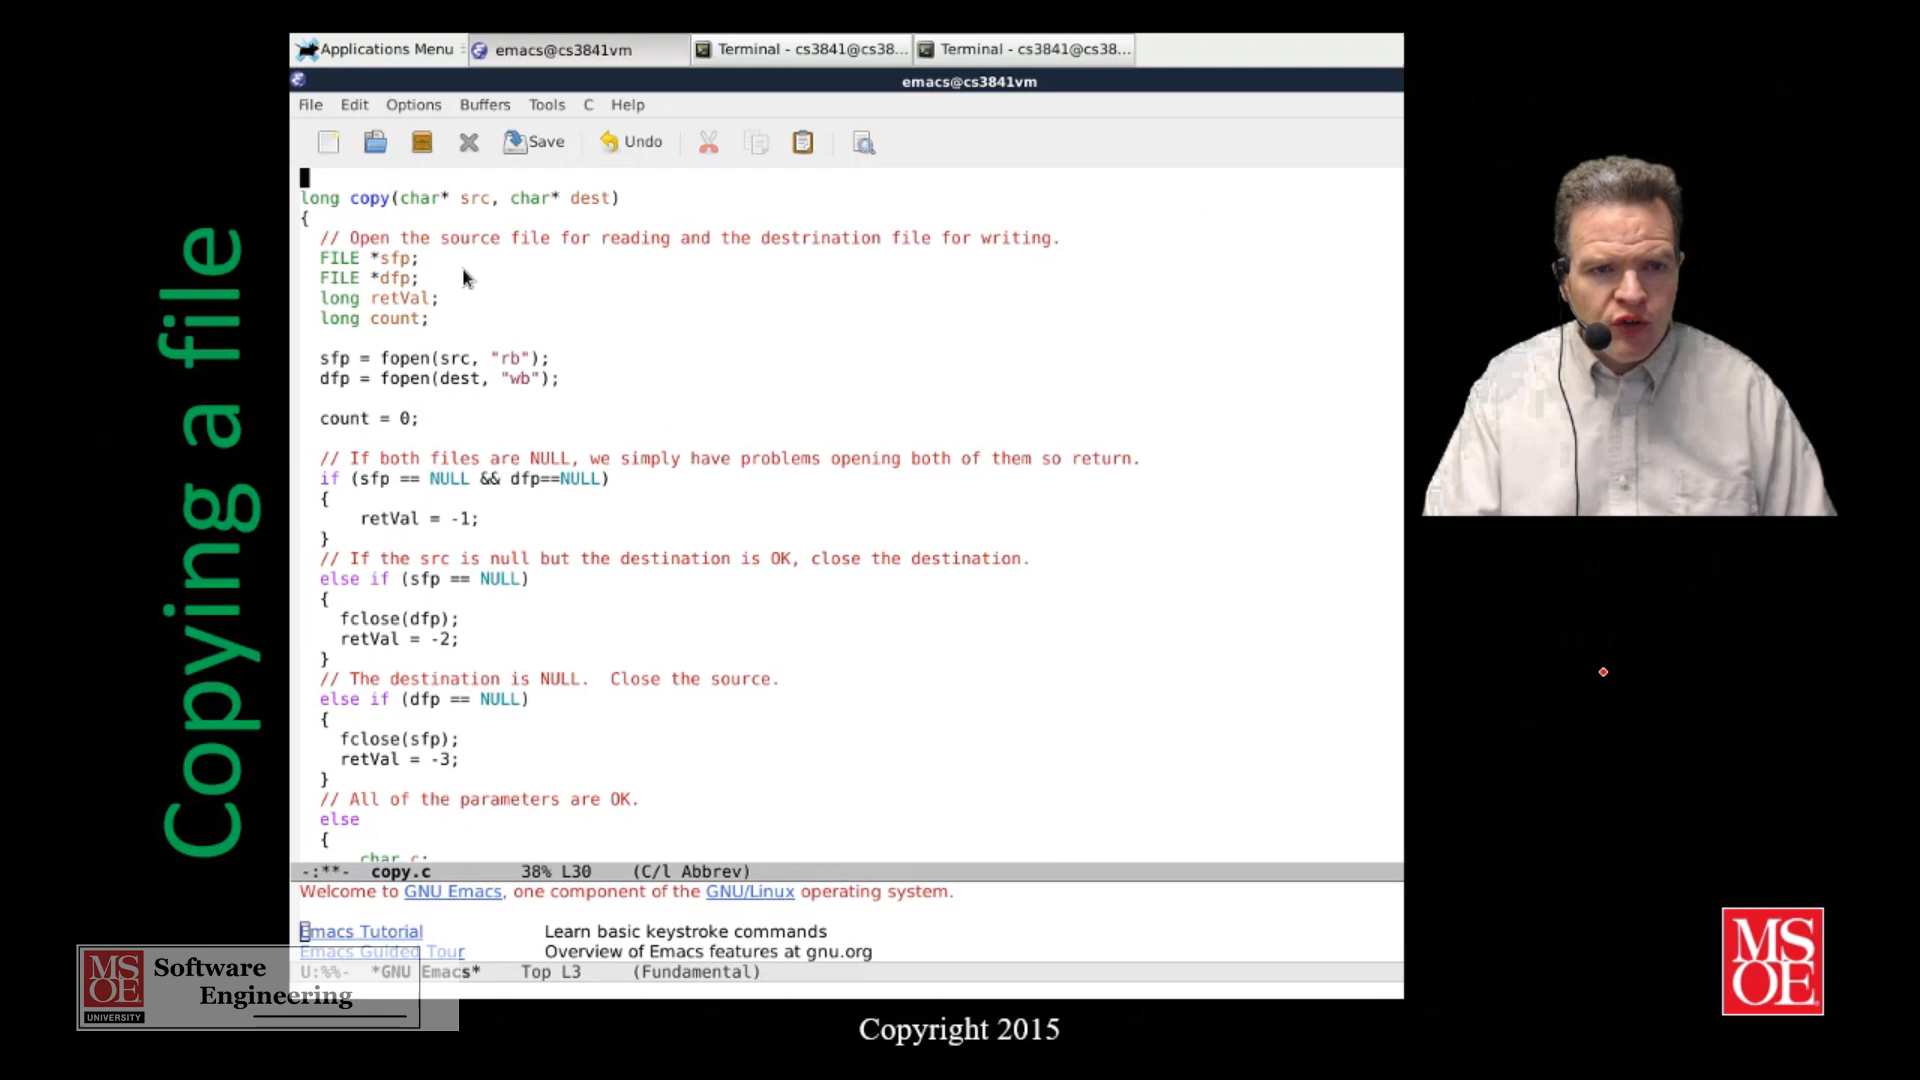 Applications Menu
emacs@cs3841vm
Terminal - cs3841@cs38...
Terminal - cs3841@cs38...
emacs@cs3841vm
File Edit Options Buffers Tools C Help
Save Undo
long copy(char* src, char* dest)
{
// Open the source file for reading and the destrination file for writing.
FILE *sfp;
FILE *dfp;
long retVal;
long count;
sfp = fopen(src, "rb");
dfp = fopen(dest, "wb");
count = 0;
// If both files are NULL, we simply have problems opening both of them so return.
if (sfp == NULL && dfp==NULL)
{
retVal = -1;
}
// If the src is null but the destination is OK, close the destination.
else if (sfp == NULL)
{
fclose(dfp);
retVal = -2;
}
// The destination is NULL.  Close the source.
else if (dfp == NULL)
{
fclose(sfp);
retVal = -3;
}
// All of the parameters are OK.
else
{
char c;
-:**-  copy.c 38% L30 (C/l Abbrev)
Welcome to GNU Emacs, one component of the GNU/Linux operating system.
Emacs Tutorial Learn basic keystroke commands
Emacs Guided Tour Overview of Emacs features at gnu.org
U:%%-  *GNU Emacs* Top L3 (Fundamental)
Copying a file
MS
OE
UNIVERSITY
Software
Engineering
Copyright 2015
MS
OE